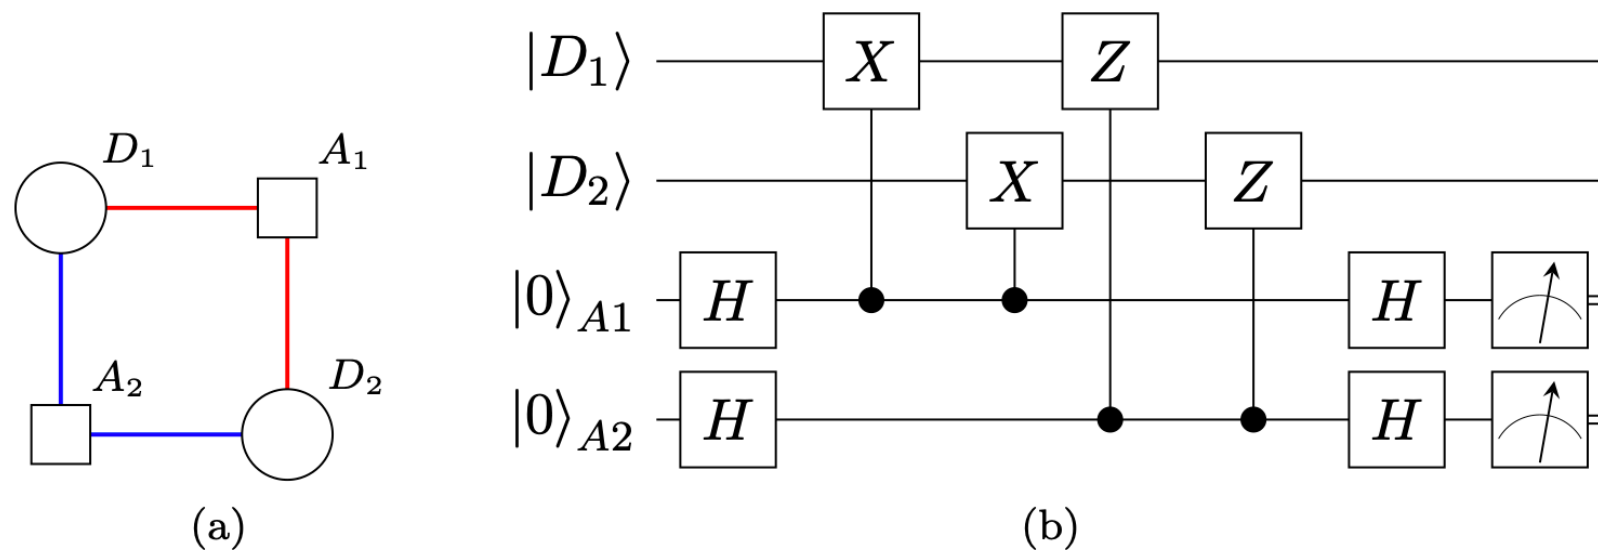 D₁
A₁
A₂
D₂
(a)
|D₁⟩ X Z
|D₂⟩ X Z
|0⟩_{A1} H H
|0⟩_{A2} H H
(b)